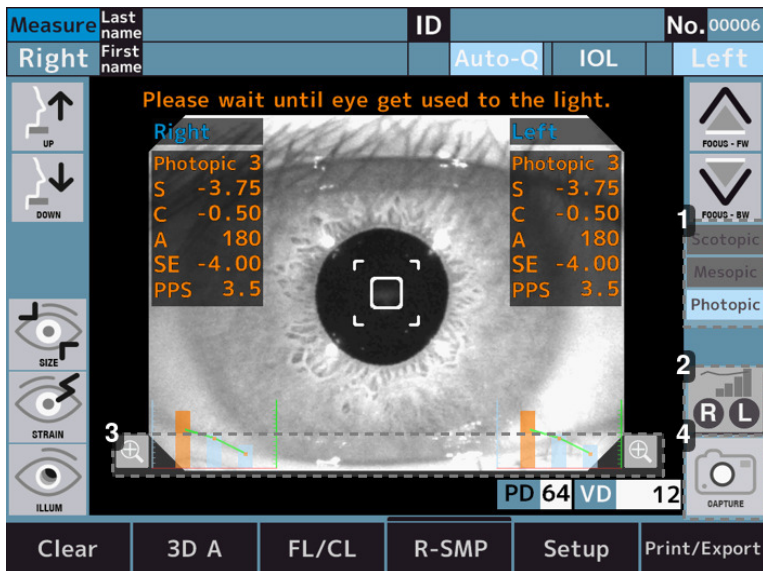 Measure Last name ID No. 00006
Right First name Auto-Q IOL Left
Please wait until eye get used to the light.
UP
DOWN
SIZE
STRAIN
ILLUM
Right
Photopic 3
S -3.75
C -0.50
A 180
SE -4.00
PPS 3.5
Left
Photopic 3
S -3.75
C -0.50
A 180
SE -4.00
PPS 3.5
FOCUS - FW
FOCUS - BW
1
Scotopic
Mesopic
Photopic
2
R L
3
4
CAPTURE
PD 64 VD 12
Clear 3D A FL/CL R-SMP Setup Print/Export